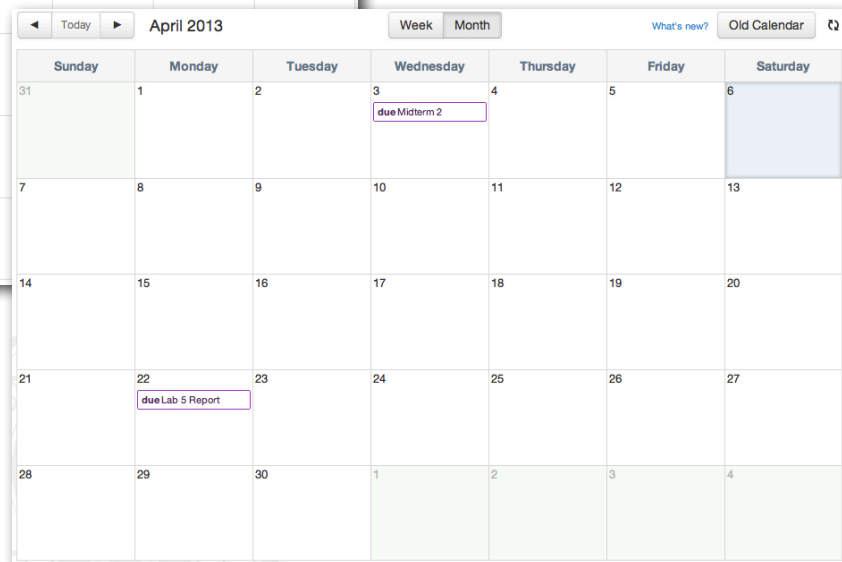 ◄ Today ► April 2013 Week Month What's new? Old Calendar
Sunday Monday Tuesday Wednesday Thursday Friday Saturday
31 1 2 3 4 5 6
due Midterm 2
7 8 9 10 11 12 13
14 15 16 17 18 19 20
21 22 23 24 25 26 27
due Lab 5 Report
28 29 30 1 2 3 4